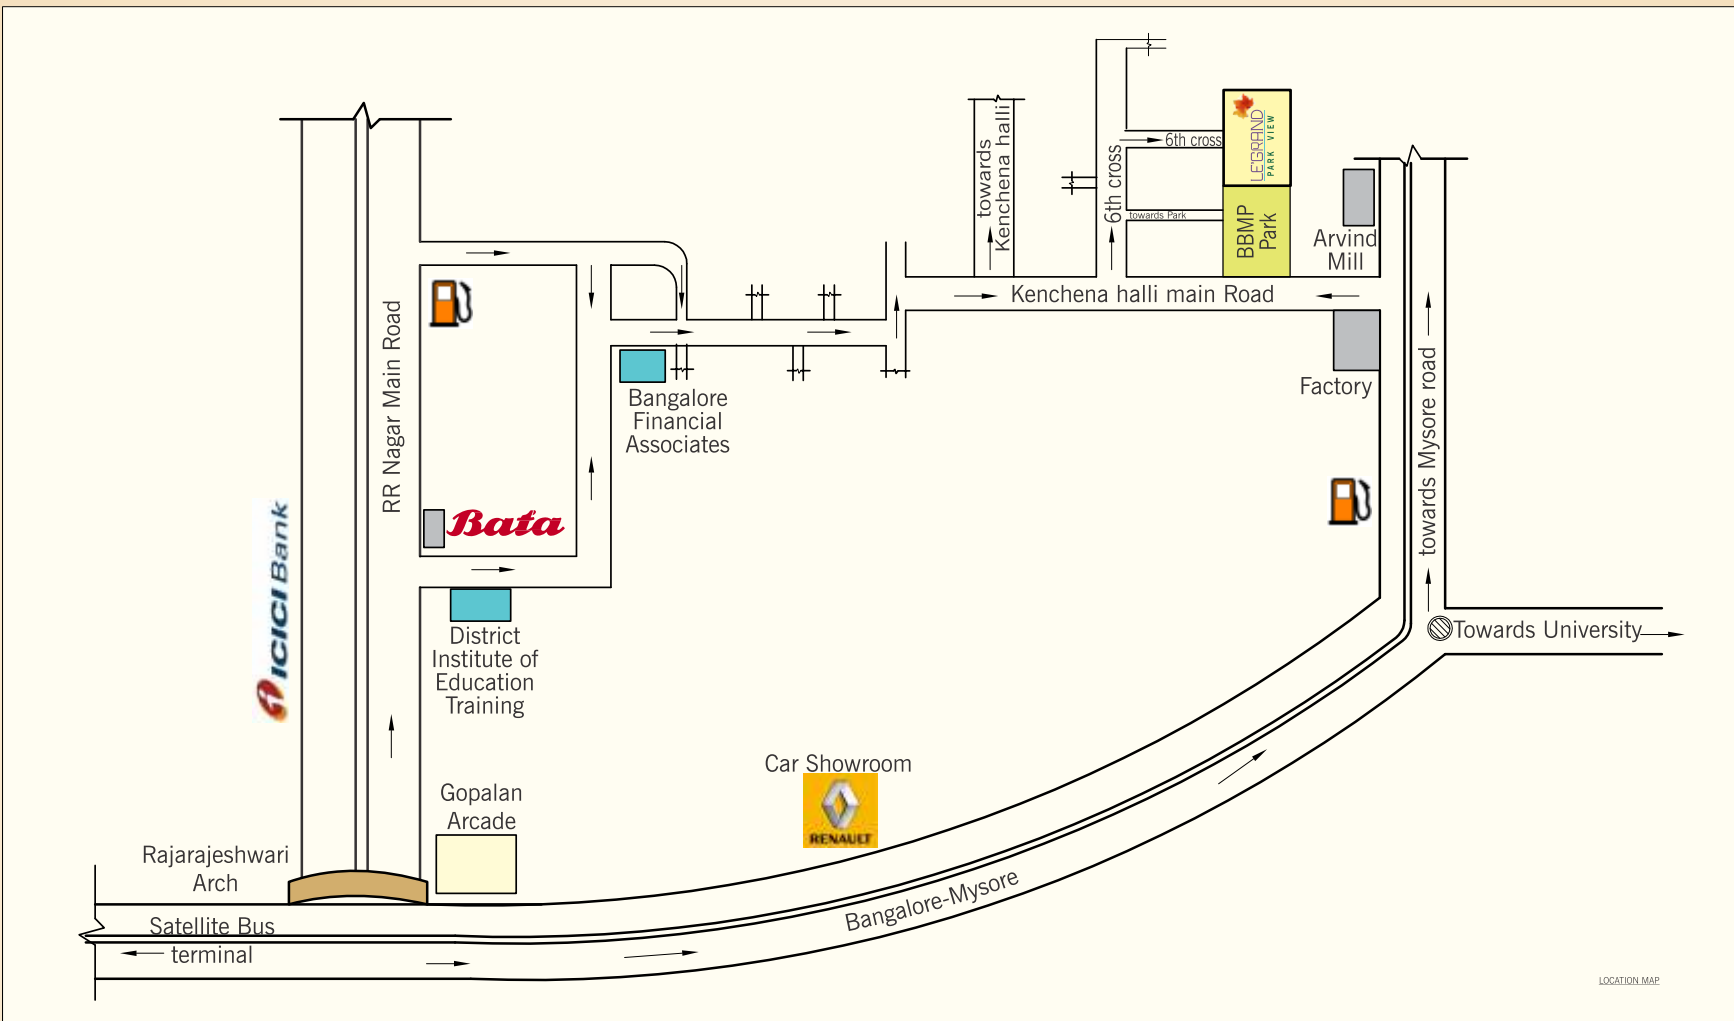 towards
Kenchena halli
6th cross
6th cross
towards Park
LE'GRAND
PARK VIEW
BBMP
Park
Arvind
Mill
Kenchena halli main Road
Factory
towards Mysore road
Towards University
RR Nagar Main Road
Bangalore
Financial
Associates
Bata
ICICI Bank
District
Institute of
Education
Training
Gopalan
Arcade
Car Showroom
RENAULT
Rajarajeshwari
Arch
Satellite Bus
terminal
Bangalore-Mysore
LOCATION MAP